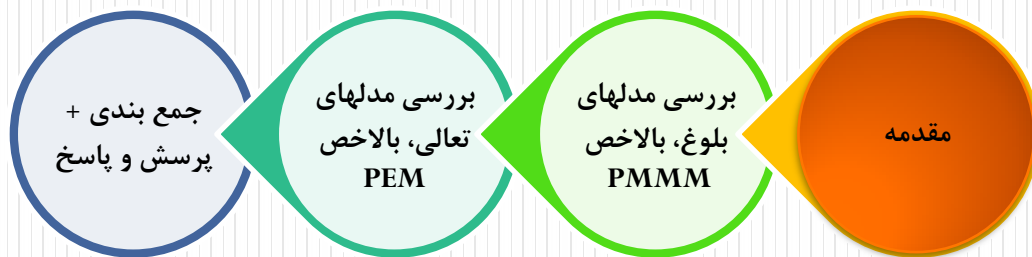 مقدمه
بررسی مدلهای
بلوغ، بالاخص
PMMM
بررسی مدلهای
تعالی، بالاخص
PEM
جمع بندی +
پرسش و پاسخ